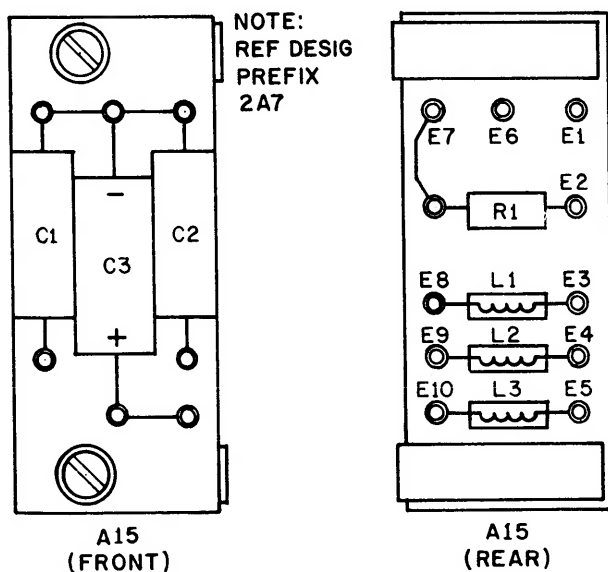 NOTE:
REF DESIG
PREFIX
2A7
C1
C3
C2
−
+
A15
(FRONT)
E7 E6 E1
E2
R1
E8 L1 E3
E9 L2 E4
E10 L3 E5
A15
(REAR)